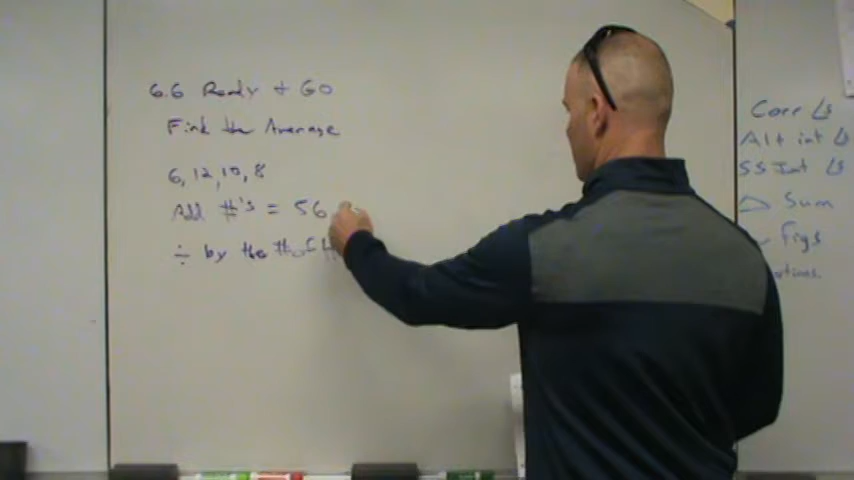 6.6 Ready + GO
Find the Average
6, 12, 10, 8
Add #'s = 56
÷ by the # of #
Corr ∠s
Alt int ∠s
SS Int ∠s
△ Sum
Figs